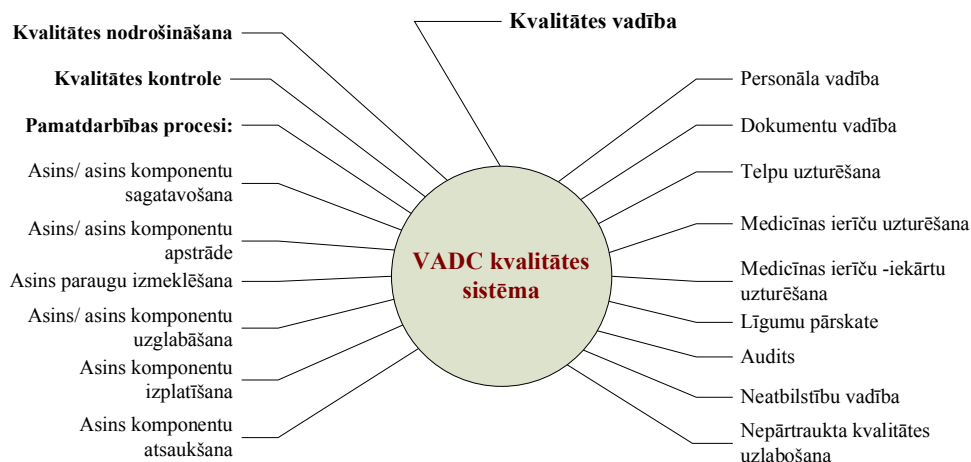 Kvalitātes vadība
Kvalitātes nodrošināšana
Kvalitātes kontrole
Pamatdarbības procesi:
Asins/ asins komponentu
sagatavošana
Asins/ asins komponentu
apstrāde
Asins paraugu izmeklēšana
Asins/ asins komponentu
uzglabāšana
Asins komponentu
izplatīšana
Asins komponentu
atsaukšana
VADC kvalitātes
sistēma
Personāla vadība
Dokumentu vadība
Telpu uzturēšana
Medicīnas ierīču uzturēšana
Medicīnas ierīču -iekārtu
uzturēšana
Līgumu pārskate
Audits
Neatbilstību vadība
Nepārtraukta kvalitātes
uzlabošana